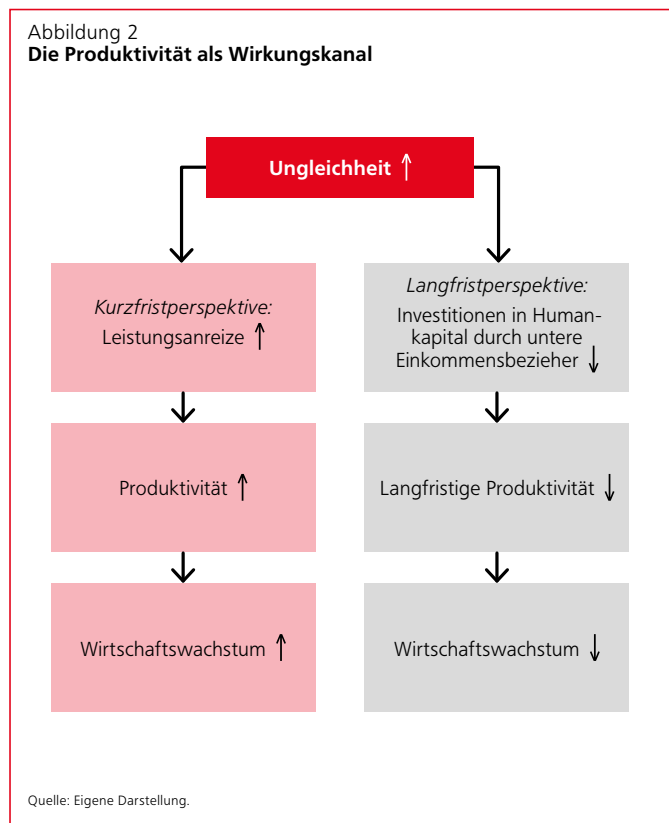 Abbildung 2
Die Produktivität als Wirkungskanal
Ungleichheit ↑
Kurzfristperspektive:
Leistungsanreize ↑
Produktivität ↑
Wirtschaftswachstum ↑
Langfristperspektive:
Investitionen in Human-
kapital durch untere
Einkommensbezieher ↓
Langfristige Produktivität ↓
Wirtschaftswachstum ↓
Quelle: Eigene Darstellung.